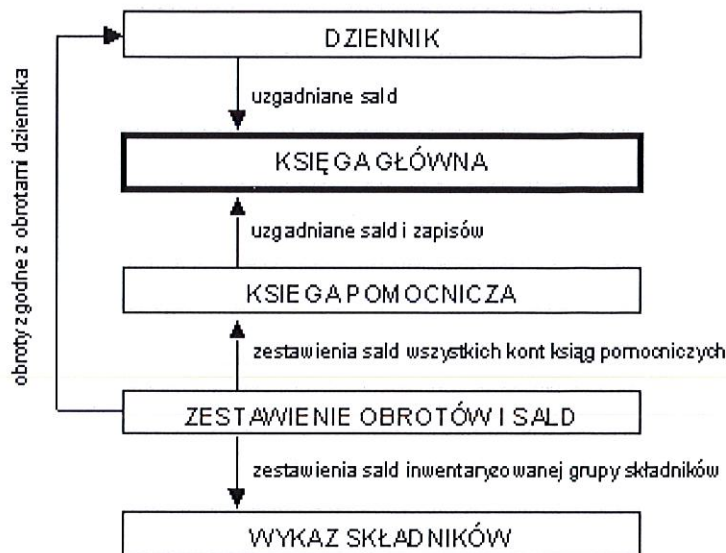 DZIENNIK
uzgadniane sald
KSIĘGA GŁÓWNA
uzgadniane sald i zapisów
KSIEGA POMOCNICZA
zestawienia sald wszystkich kont ksiąg pomocniczych
ZESTAWIENIE OBROTÓW I SALD
zestawienia sald inwentaryzowanej grupy składników
WYKAZ SKŁADNIKÓW
obroty zgodne z obrotami dziennika